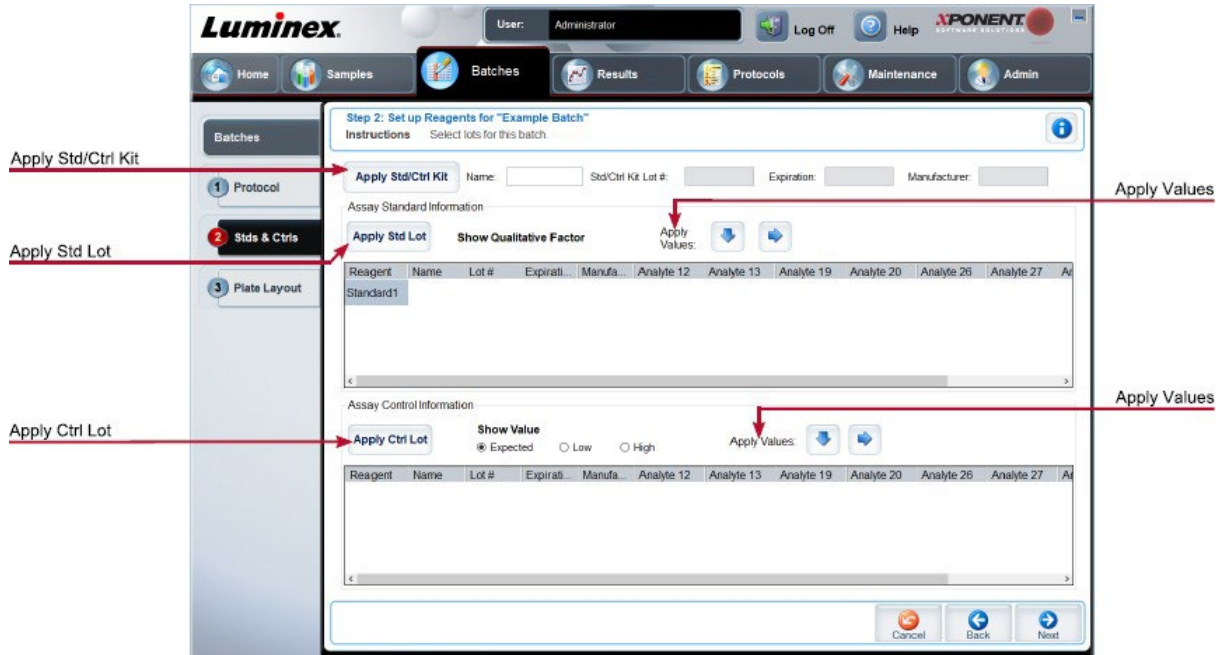 Luminex.
User: Administrator
Log Off
Help
XPONENT.
SOFTWARE SOLUTIONS
Home
Samples
Batches
Results
Protocols
Maintenance
Admin
Batches
1 Protocol
2 Stds & Ctrls
3 Plate Layout
Step 2: Set up Reagents for "Example Batch"
Instructions Select lots for this batch.
Apply Std/Ctrl Kit
Apply Std/Ctrl Kit Name: Std/Ctrl Kit Lot #: Expiration: Manufacturer:
Apply Values
Assay Standard Information
Apply Std Lot
Apply Std Lot Show Qualitative Factor Apply
Values:
Reagent Name Lot # Expirati... Manufa... Analyte 12 Analyte 13 Analyte 19 Analyte 20 Analyte 26 Analyte 27 An
Standard1
Assay Control Information
Apply Values
Apply Ctrl Lot
Apply Ctrl Lot
Show Value
Expected Low High
Apply Values:
Reagent Name Lot # Expirati... Manufa... Analyte 12 Analyte 13 Analyte 19 Analyte 20 Analyte 26 Analyte 27 An
Cancel Back Next